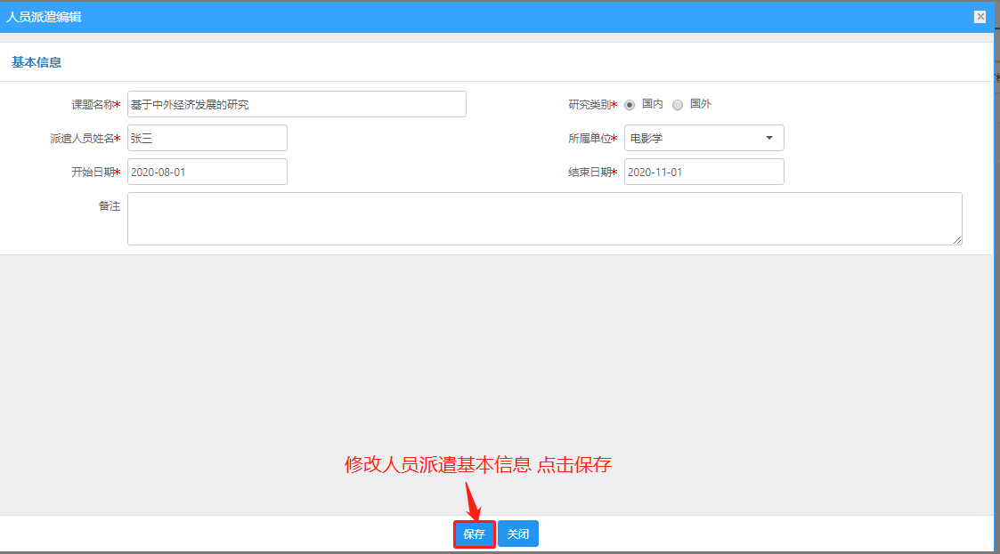 人员派遣编辑
基本信息
课题名称* 基于中外经济发展的研究 研究类别* 国内 国外
派遣人员姓名* 张三 所属单位* 电影学
开始日期* 2020-08-01 结束日期* 2020-11-01
备注
修改人员派遣基本信息 点击保存
保存 关闭